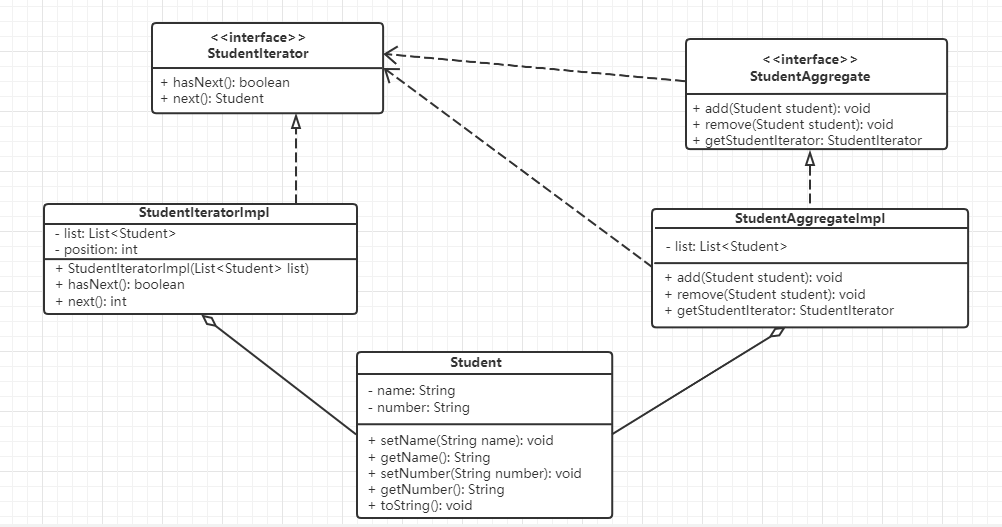 <<interface>>
StudentIterator
+ hasNext(): boolean
+ next(): Student
<<interface>>
StudentAggregate
+ add(Student student): void
+ remove(Student student): void
+ getStudentIterator: StudentIterator
StudentIteratorImpl
- list: List<Student>
- position: int
+ StudentIteratorImpl(List<Student> list)
+ hasNext(): boolean
+ next(): int
StudentAggregateImpl
- list: List<Student>
+ add(Student student): void
+ remove(Student student): void
+ getStudentIterator: StudentIterator
Student
- name: String
- number: String
+ setName(String name): void
+ getName(): String
+ setNumber(String number): void
+ getNumber(): String
+ toString(): void